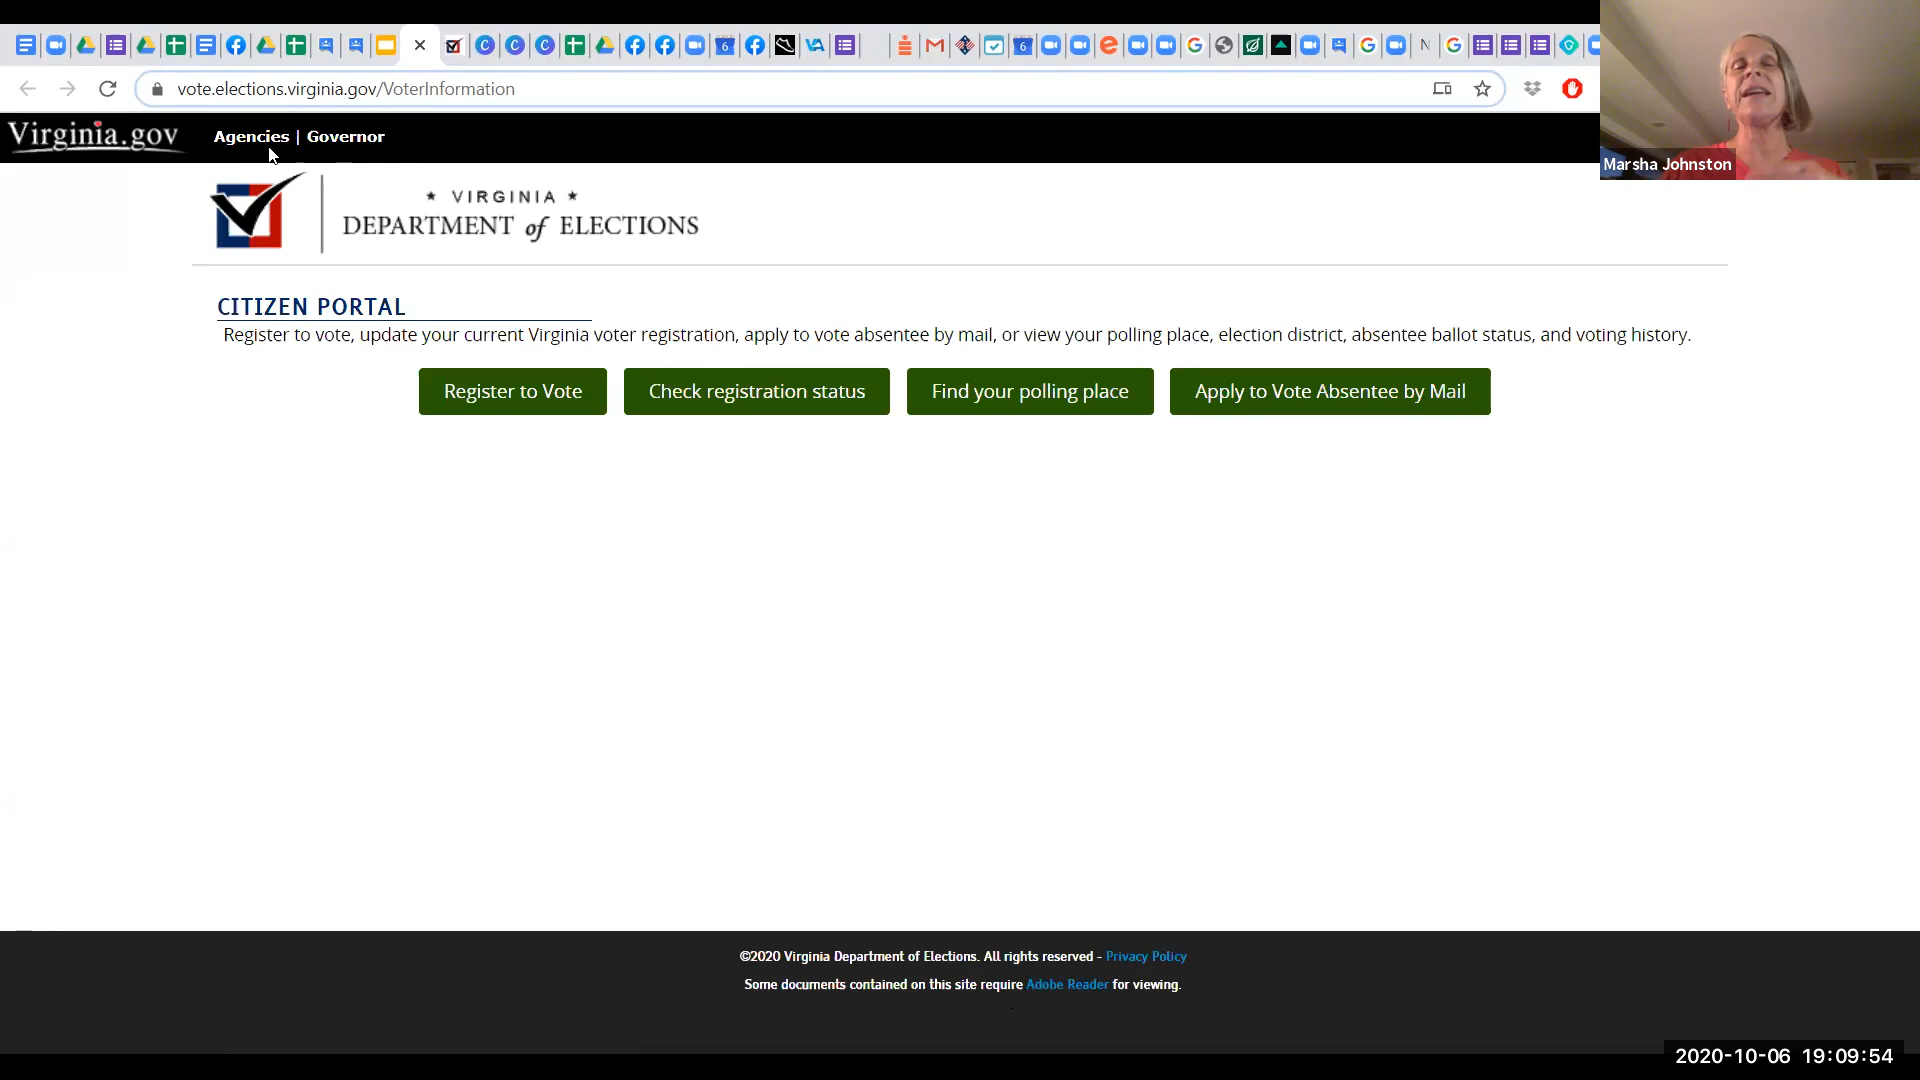 vote.elections.virginia.gov/VoterInformation
Virginia.gov
Agencies | Governor
Marsha Johnston
★ VIRGINIA ★
DEPARTMENT of ELECTIONS
CITIZEN PORTAL
Register to vote, update your current Virginia voter registration, apply to vote absentee by mail, or view your polling place, election district, absentee ballot status, and voting history.
Register to Vote
Check registration status
Find your polling place
Apply to Vote Absentee by Mail
©2020 Virginia Department of Elections. All rights reserved - Privacy Policy
Some documents contained on this site require Adobe Reader for viewing.
2020-10-06 19:09:54